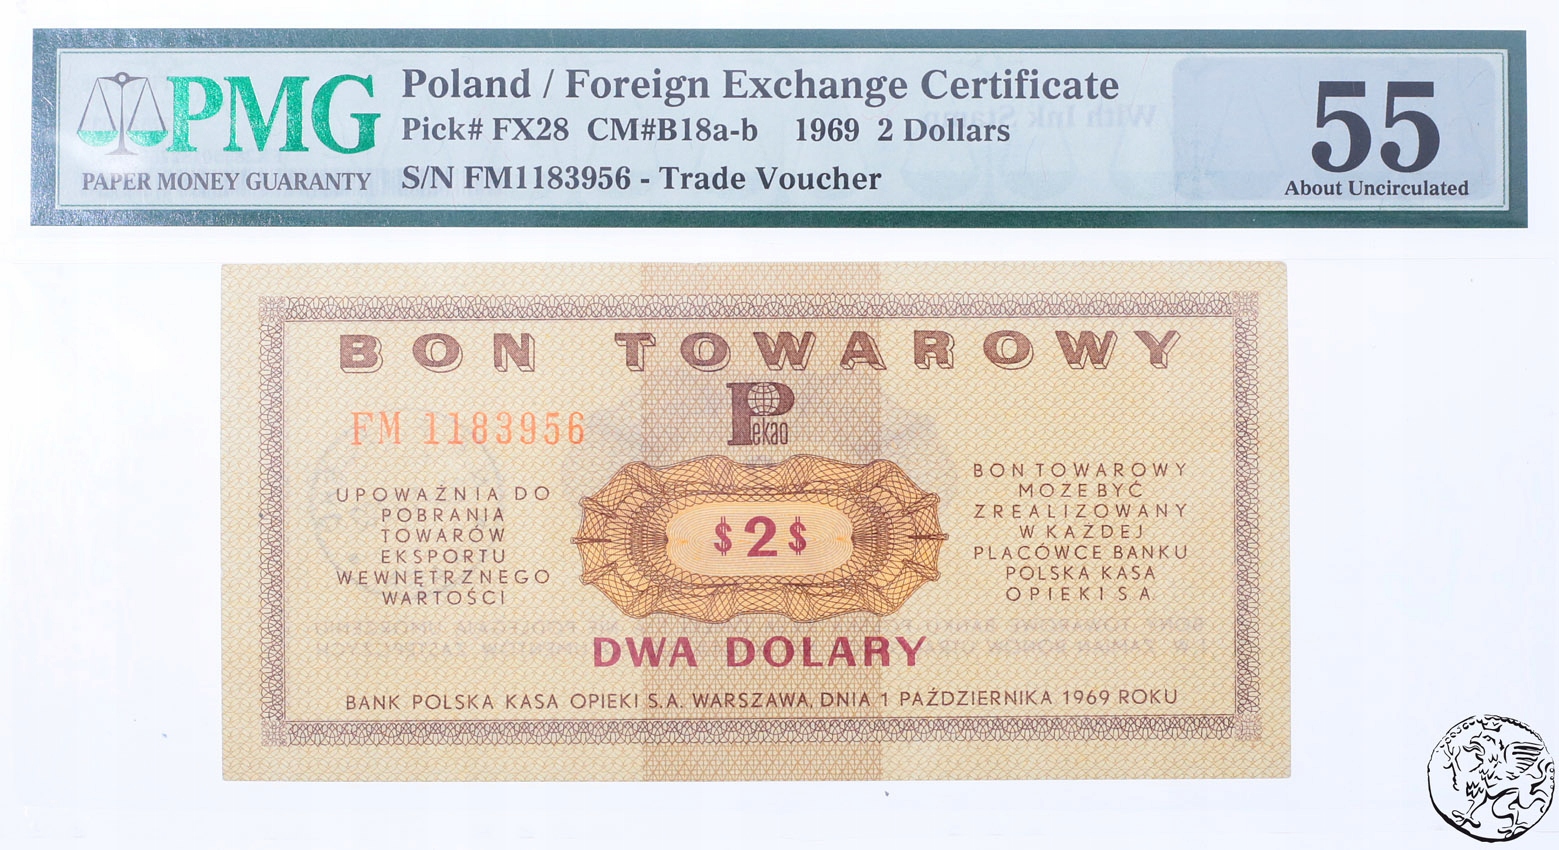 PMG
PAPER MONEY GUARANTY
Poland / Foreign Exchange Certificate
Pick# FX28 CM#B18a-b 1969 2 Dollars
S/N FM1183956 - Trade Voucher
With Ink Stamp
55
About Uncirculated
BON TOWAROWY
Pekao
FM 1183956
UPOWAŻNIA DO
POBRANIA
TOWARÓW
EKSPORTU
WEWNĘTRZNEGO
WARTOŚCI
$2$
BON TOWAROWY
MOŻE BYĆ
ZREALIZOWANY
W KAŻDEJ
PLACÓWCE BANKU
POLSKA KASA
OPIEKI S A
DWA DOLARY
BANK POLSKA KASA OPIEKI S.A. WARSZAWA, DNIA 1 PAŹDZIERNIKA 1969 ROKU